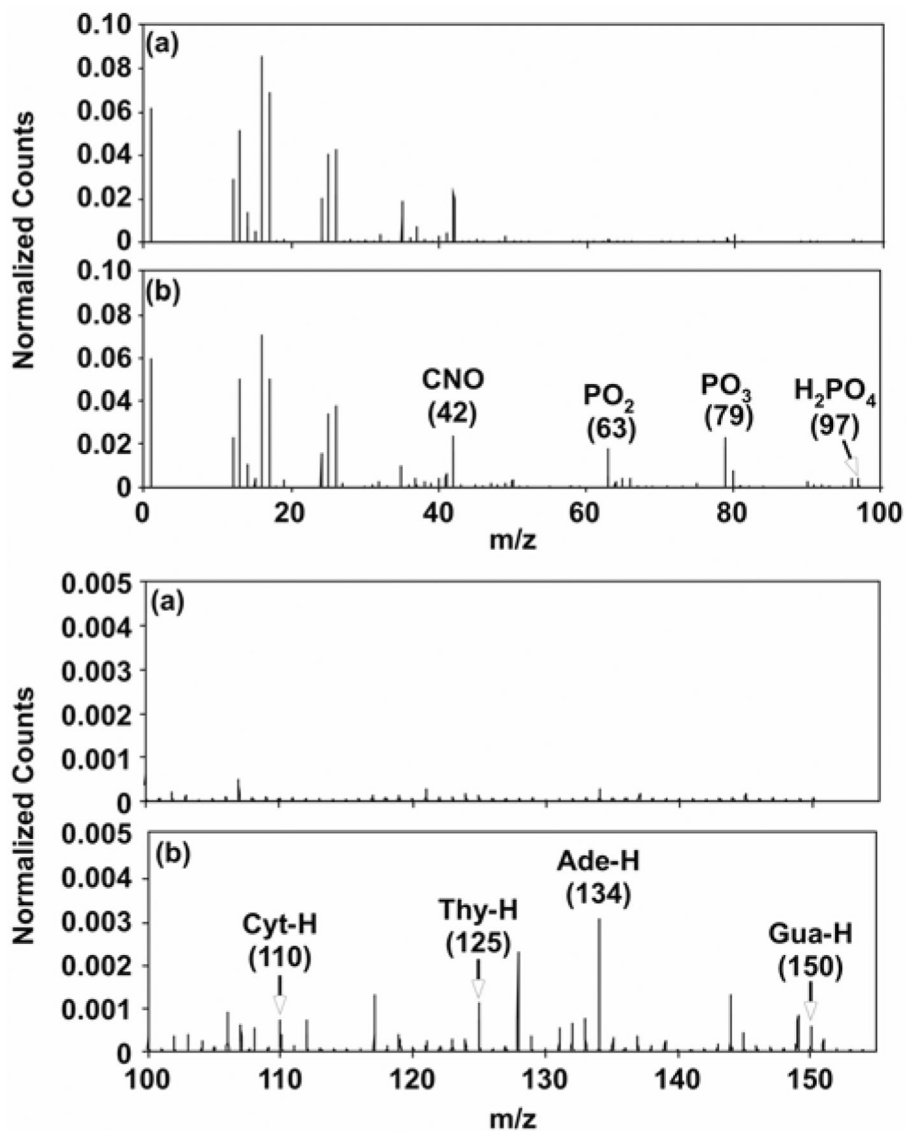 0.10
(a)
0.08
0.06
0.04
0.02
0
Normalized Counts
0.10
(b)
0.08
0.06
0.04
0.02
0
CNO
(42)
PO₂
(63)
PO₃
(79)
H₂PO₄
(97)
0 20 40 60 80 100
m/z
0.005
(a)
0.004
0.003
0.002
0.001
0
Normalized Counts
0.005
(b)
0.004
0.003
0.002
0.001
0
Cyt-H
(110)
Thy-H
(125)
Ade-H
(134)
Gua-H
(150)
100 110 120 130 140 150
m/z